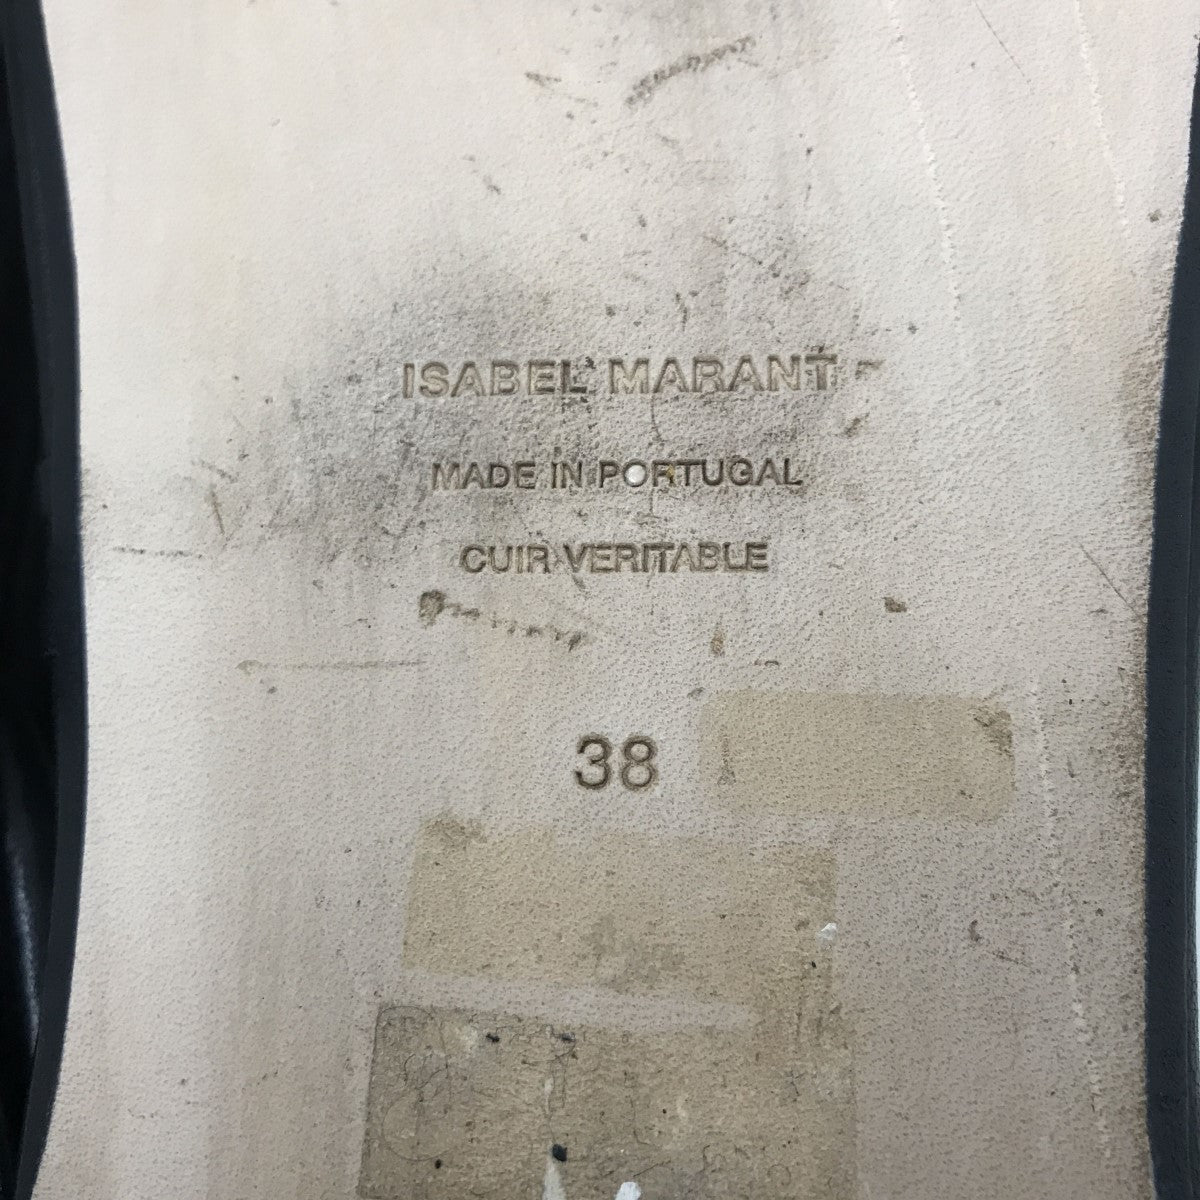 ISABEL MARANT
MADE IN PORTUGAL
CUIR VERITABLE
38